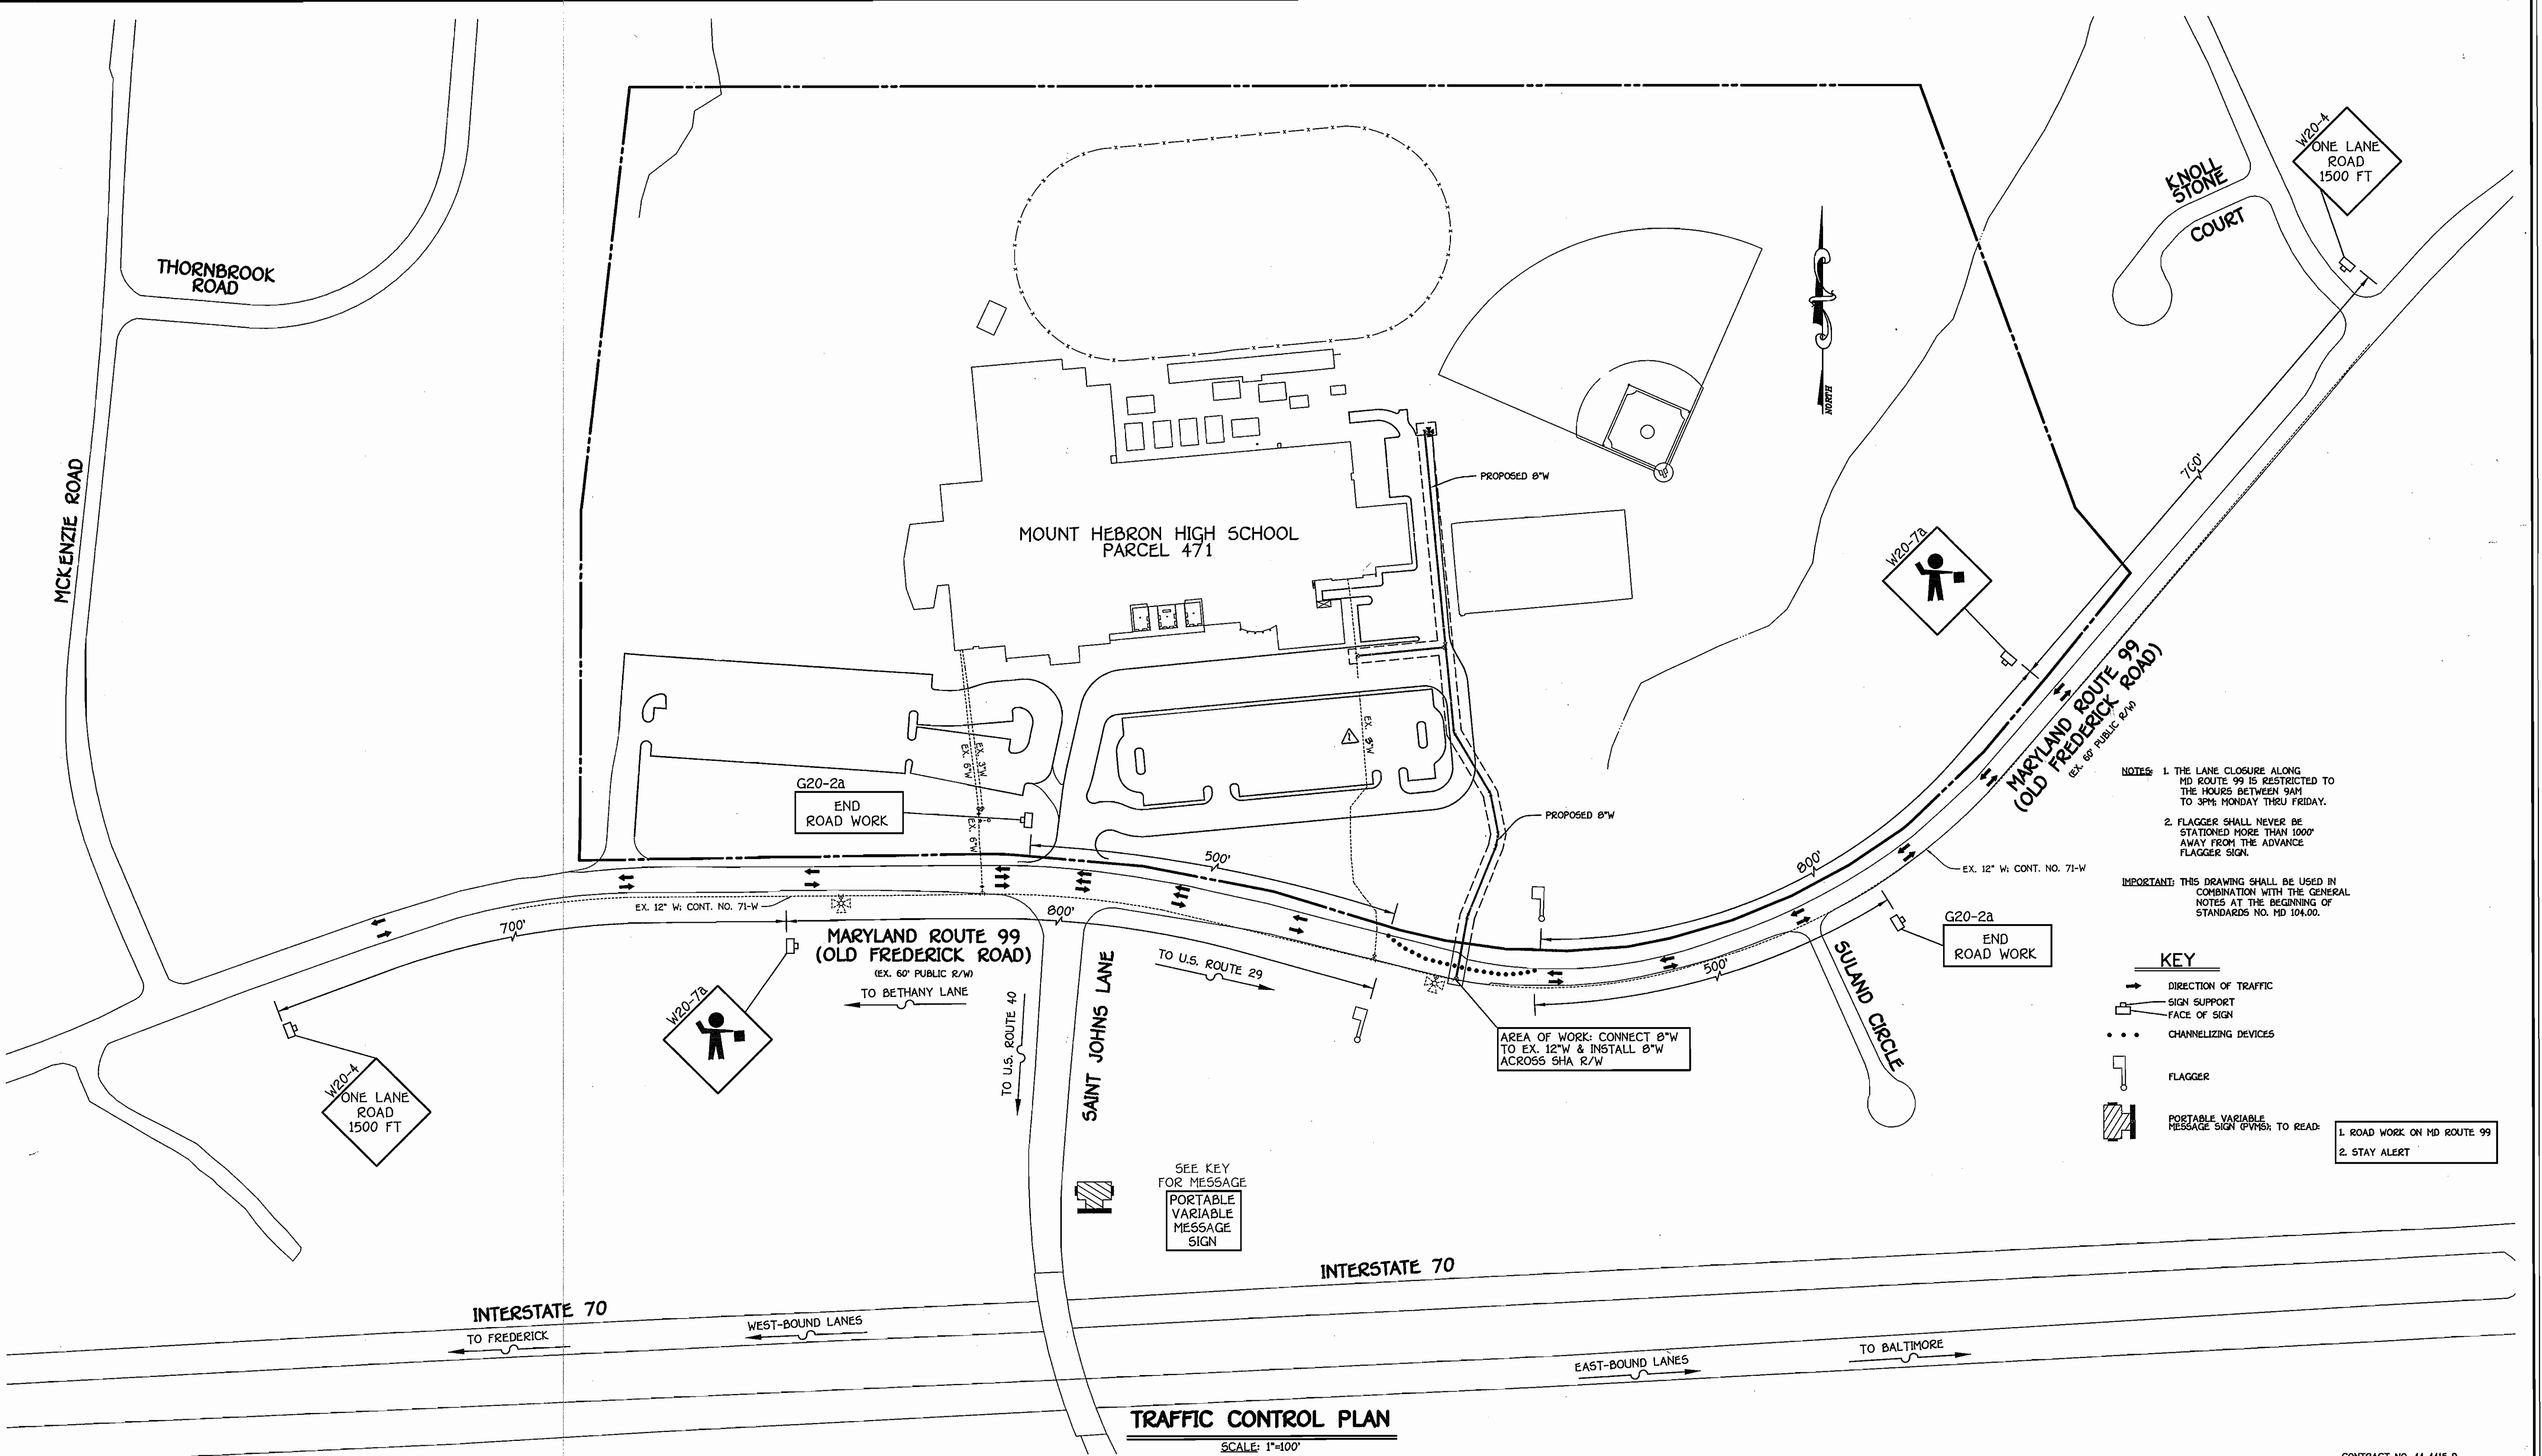 W20-4
ONE LANE
ROAD
1500 FT
KNOLL
STONE
COURT
THORNBROOK
ROAD
NORTH
MCKENZIE ROAD
700'
PROPOSED 8"W
MOUNT HEBRON HIGH SCHOOL
PARCEL 471
W20-7a
MARYLAND ROUTE 99
(OLD FREDERICK ROAD)
(EX. 60' PUBLIC R/W)
EX. 8"W
EX. 3"W
EX. 6"W
EX. 6"W
G20-2a
END
ROAD WORK
PROPOSED 8"W
500'
800'
EX. 12" W; CONT. NO. 71-W
NOTES: 1. THE LANE CLOSURE ALONG
MD ROUTE 99 IS RESTRICTED TO
THE HOURS BETWEEN 9AM
TO 3PM; MONDAY THRU FRIDAY.
2. FLAGGER SHALL NEVER BE
STATIONED MORE THAN 1000'
AWAY FROM THE ADVANCE
FLAGGER SIGN.
IMPORTANT: THIS DRAWING SHALL BE USED IN
COMBINATION WITH THE GENERAL
NOTES AT THE BEGINNING OF
STANDARDS NO. MD 104.00.
EX. 12" W; CONT. NO. 71-W
700'
800'
MARYLAND ROUTE 99
(OLD FREDERICK ROAD)
(EX. 60' PUBLIC R/W)
TO BETHANY LANE
TO U.S. ROUTE 29
500'
G20-2a
END
ROAD WORK
W20-7a
TO U.S. ROUTE 40
SAINT JOHNS LANE
SULAND CIRCLE
AREA OF WORK: CONNECT 8"W
TO EX. 12"W & INSTALL 8"W
ACROSS SHA R/W
KEY
DIRECTION OF TRAFFIC
SIGN SUPPORT
FACE OF SIGN
CHANNELIZING DEVICES
FLAGGER
PORTABLE VARIABLE
MESSAGE SIGN (PVMS); TO READ:
1. ROAD WORK ON MD ROUTE 99
2. STAY ALERT
W20-4
ONE LANE
ROAD
1500 FT
SEE KEY
FOR MESSAGE
PORTABLE
VARIABLE
MESSAGE
SIGN
INTERSTATE 70
INTERSTATE 70
TO FREDERICK
WEST-BOUND LANES
EAST-BOUND LANES
TO BALTIMORE
TRAFFIC CONTROL PLAN
SCALE: 1"=100'